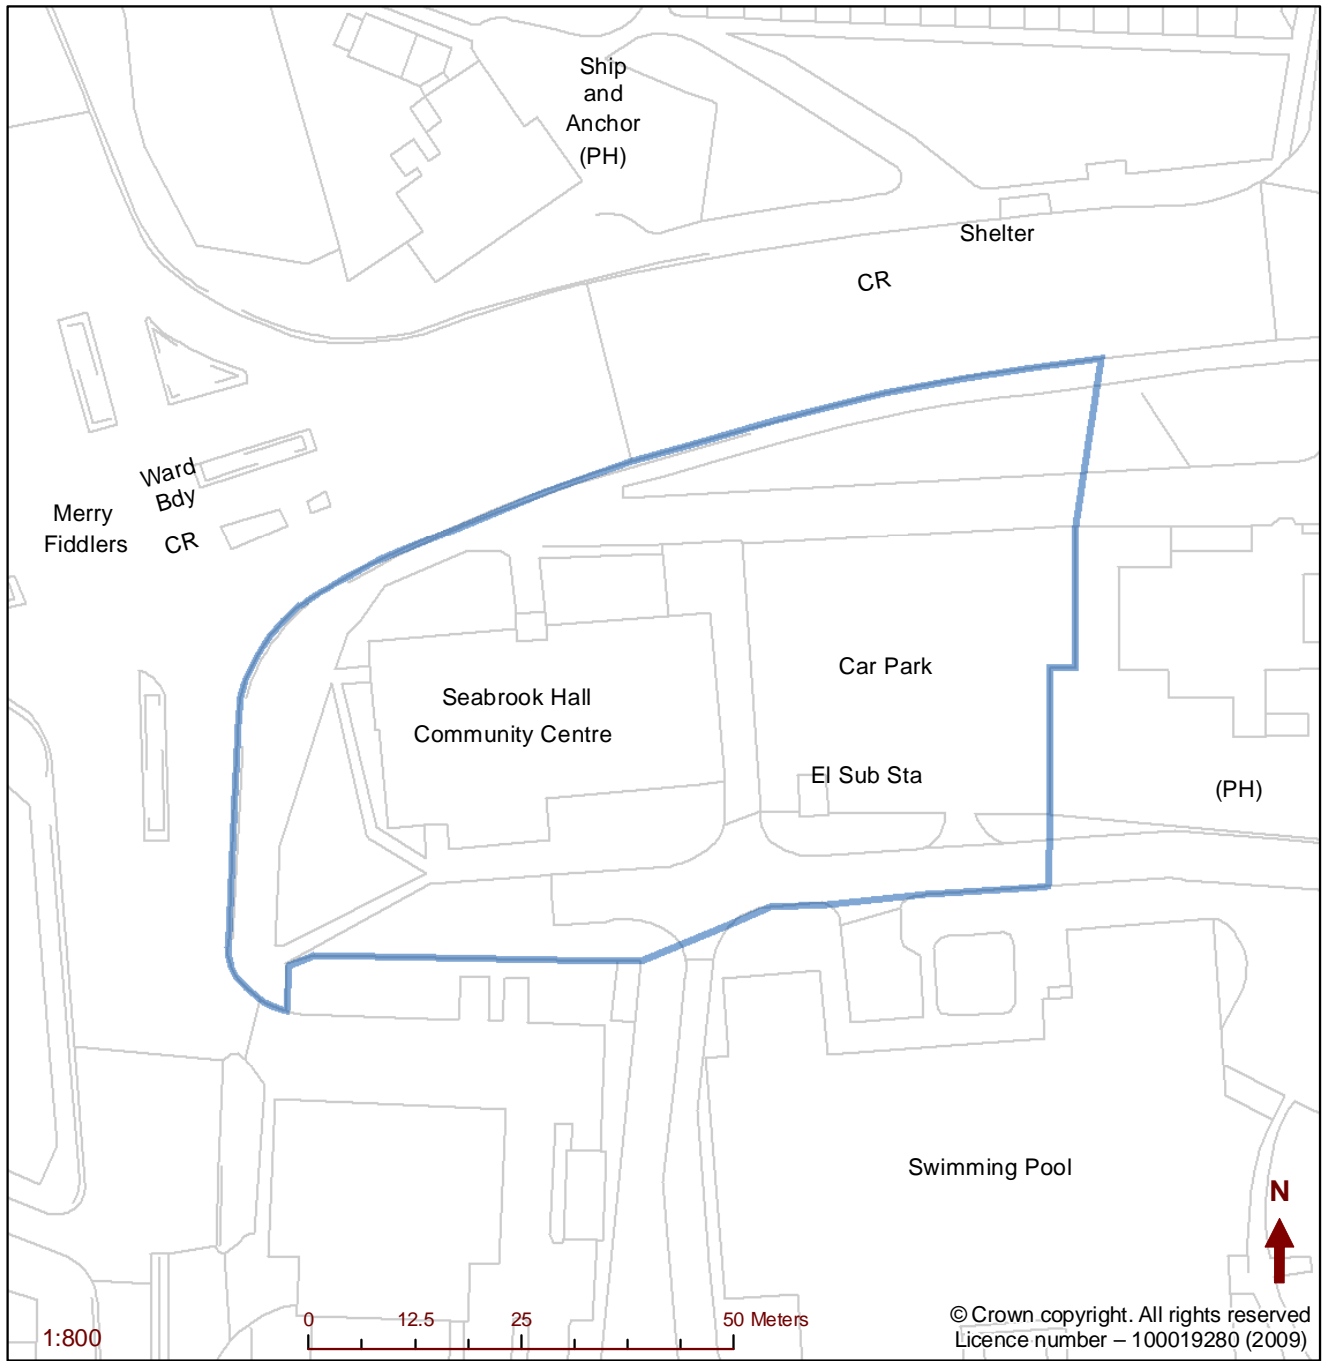 Ship
and
Anchor
(PH)
Shelter
CR
Ward
Bdy
Merry
Fiddlers
CR
Car Park
Seabrook Hall
Community Centre
El Sub Sta
(PH)
Swimming Pool
N
0 12.5 25 50 Meters
1:800
© Crown copyright. All rights reserved
Licence number – 100019280 (2009)